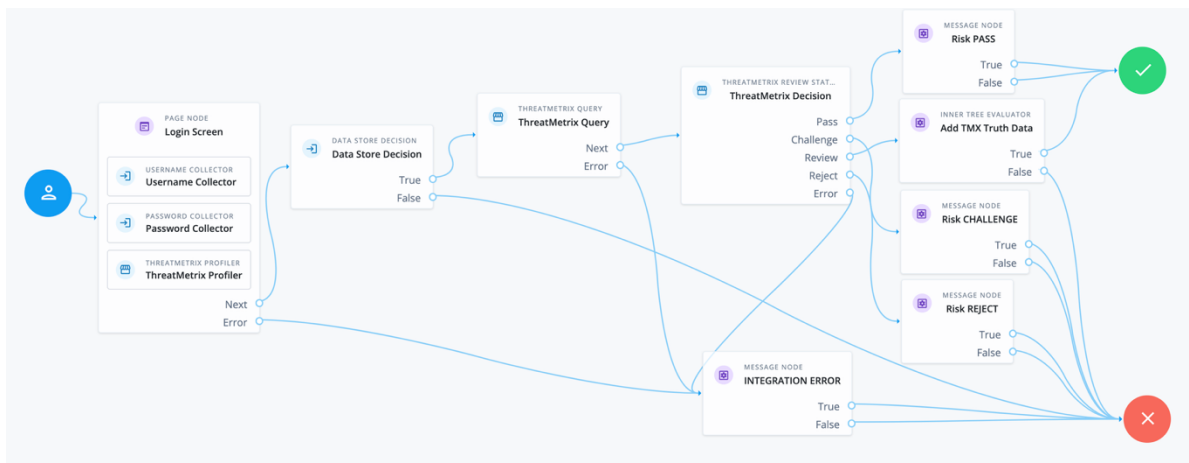 PAGE NODE
Login Screen
USERNAME COLLECTOR
Username Collector
PASSWORD COLLECTOR
Password Collector
THREATMETRIX PROFILER
ThreatMetrix Profiler
Next
Error
DATA STORE DECISION
Data Store Decision
True
False
THREATMETRIX QUERY
ThreatMetrix Query
Next
Error
THREATMETRIX REVIEW STAT...
ThreatMetrix Decision
Pass
Challenge
Review
Reject
Error
MESSAGE NODE
Risk PASS
True
False
INNER TREE EVALUATOR
Add TMX Truth Data
True
False
MESSAGE NODE
Risk CHALLENGE
True
False
MESSAGE NODE
Risk REJECT
True
False
MESSAGE NODE
INTEGRATION ERROR
True
False